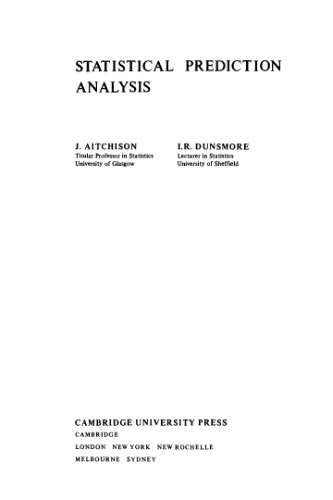 STATISTICAL PREDICTION
ANALYSIS
J. AITCHISON
Titular Professor in Statistics
University of Glasgow
I.R. DUNSMORE
Lecturer in Statistics
University of Sheffield
CAMBRIDGE UNIVERSITY PRESS
CAMBRIDGE
LONDON NEW YORK NEW ROCHELLE
MELBOURNE SYDNEY